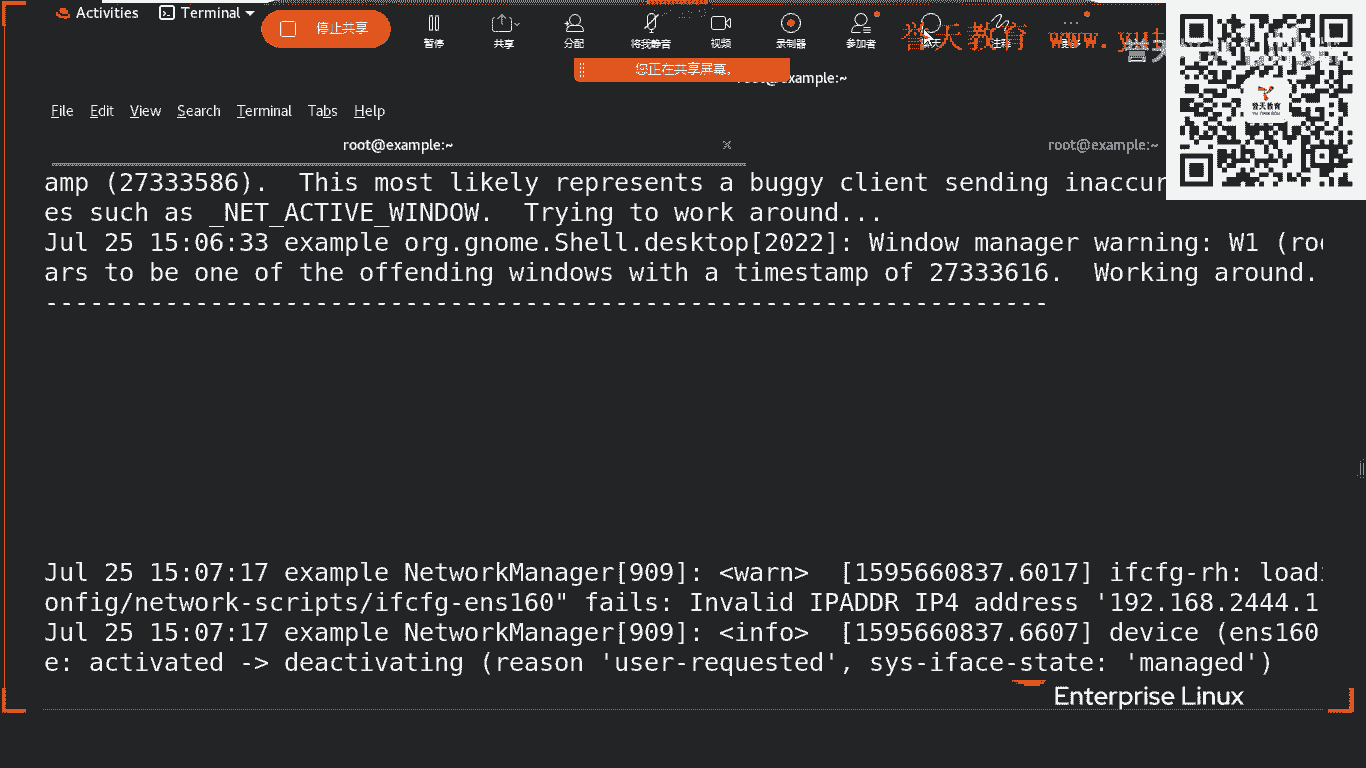 Activities Terminal
停止共享
暂停 共享 分配 将我静音 视频 录制器 参加者 注释
誉天教育 www.yut
您正在共享屏幕。
File Edit View Search Terminal Tabs Help
root@example:~ × root@example:~
amp (27333586). This most likely represents a buggy client sending inaccur
es such as _NET_ACTIVE_WINDOW. Trying to work around...
Jul 25 15:06:33 example org.gnome.Shell.desktop[2022]: Window manager warning: W1 (roo
ars to be one of the offending windows with a timestamp of 27333616. Working around.
--------------------------------------------------------------------
Jul 25 15:07:17 example NetworkManager[909]: <warn> [1595660837.6017] ifcfg-rh: loadi
onfig/network-scripts/ifcfg-ens160" fails: Invalid IPADDR IP4 address '192.168.2444.1
Jul 25 15:07:17 example NetworkManager[909]: <info> [1595660837.6607] device (ens160
e: activated -> deactivating (reason 'user-requested', sys-iface-state: 'managed')
Enterprise Linux